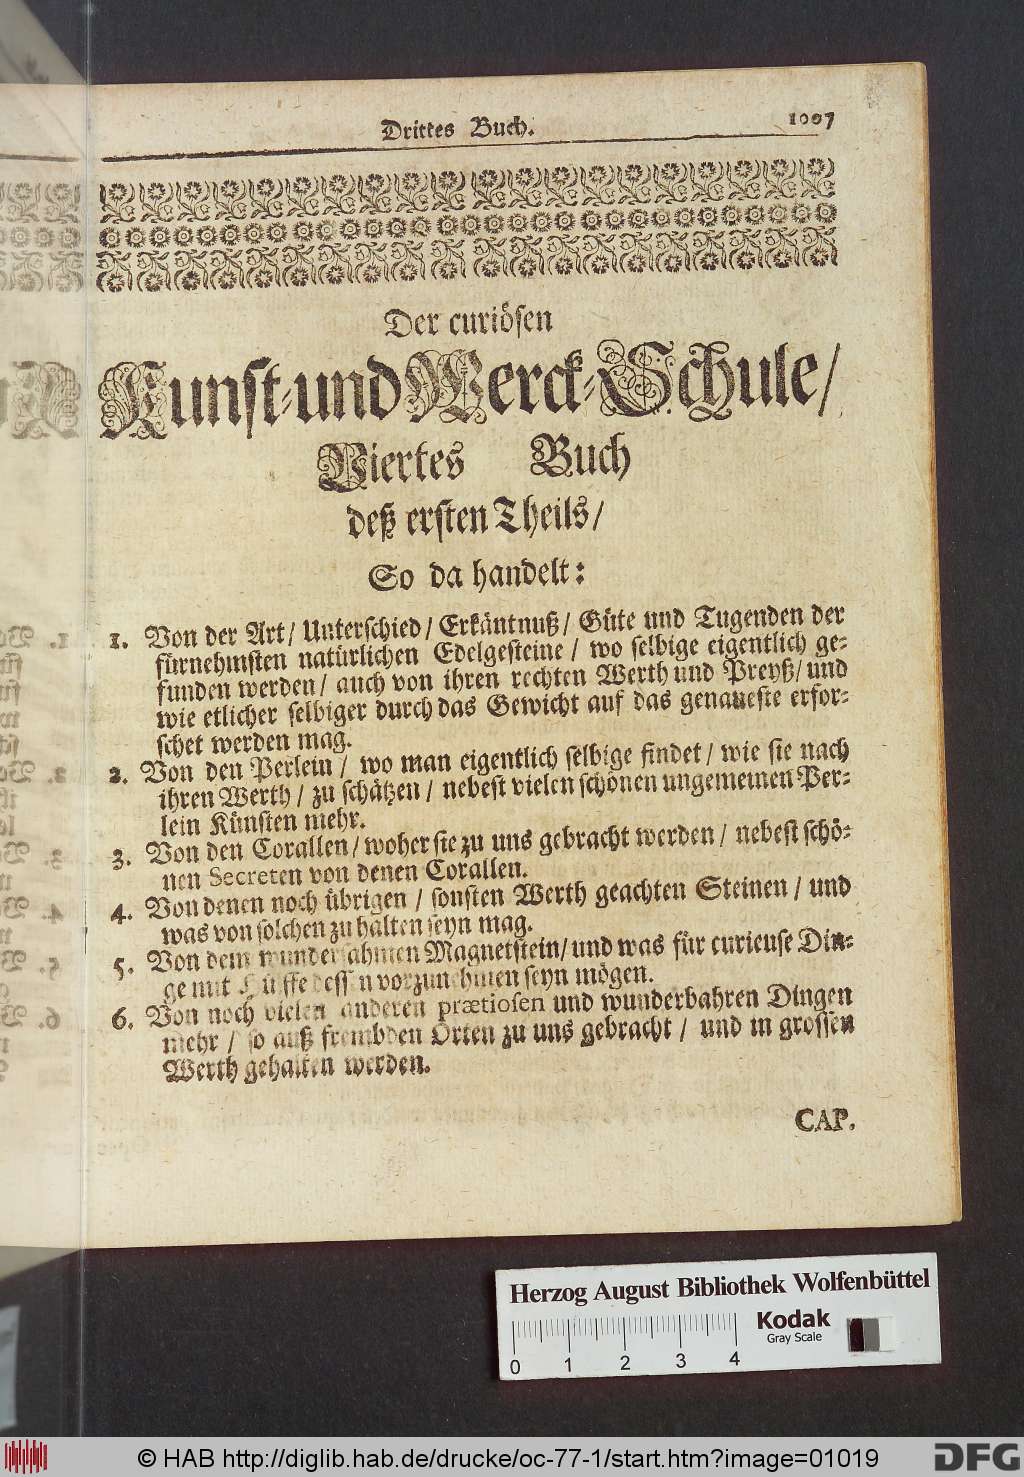 Drittes Buch. 1007
Der curiösen
Kunst-und Werck-Schule/
Viertes Buch
deß ersten Theils/
So da handelt:
1. Von der Art/ Unterschied/ Erkäntnuß/ Güte und Tugenden der
fürnehmsten natürlichen Edelgesteine/ wo selbige eigentlich ge-
funden werden/ auch von ihren rechten Werth und Preyß/ und
wie etlicher selbiger durch das Gewicht auf das genaueste erfor-
schet werden mag.
2. Von den Perlein/ wo man eigentlich selbige findet/ wie sie nach
ihren Werth/ zu schätzen/ nebest vielen schönen ungemeinen Per-
lein Künsten mehr.
3. Von den Corallen/ woher sie zu uns gebracht werden/ nebest schö-
nen Secreten von denen Corallen.
4. Von denen noch übrigen/ sonsten Werth geachten Steinen/ und
was von solchen zu halten seyn mag.
5. Von dem wundersahmen Magnetstein/ und was für curieuse Din-
ge mit Hülffe dessen vorzunehmen seyn mögen.
6. Von noch vielen anderen prætiosen und wunderbahren Dingen
mehr/ so auß frembden Orten zu uns gebracht/ und in grossen
Werth gehalten werden.
CAP.
Herzog August Bibliothek Wolfenbüttel
Kodak
Gray Scale
0 1 2 3 4
© HAB http://diglib.hab.de/drucke/oc-77-1/start.htm?image=01019
DFG